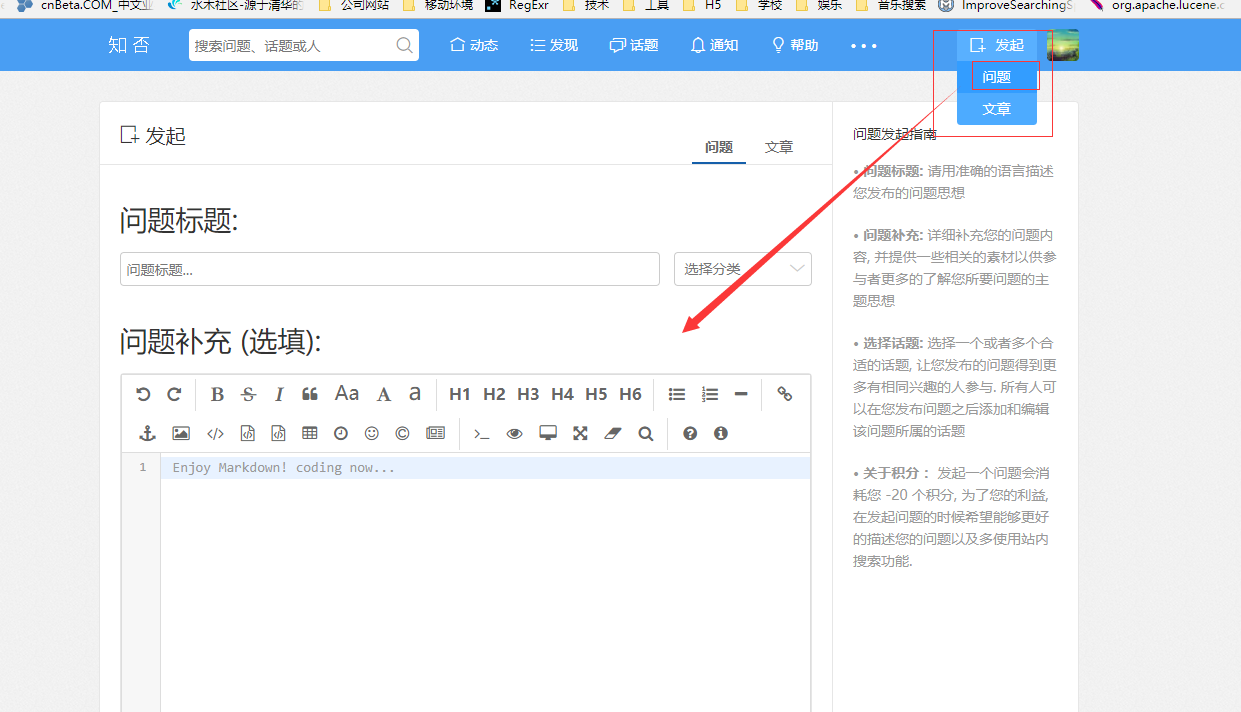 cnBeta.COM_中文业
水木社区-源于清华的
公司网站
移动环境
RegExr
技术
工具
H5
学校
娱乐
音乐搜索
ImproveSearchingS
org.apache.lucene.c
知 否
搜索问题、话题或人
动态
发现
话题
通知
帮助
发起
问题
文章
发起
问题
文章
问题标题:
问题标题...
选择分类
问题补充 (选填):
B S I Aa A a H1 H2 H3 H4 H5 H6
1
Enjoy Markdown! coding now...
问题发起指南
• 问题标题: 请用准确的语言描述
您发布的问题思想
• 问题补充: 详细补充您的问题内
容, 并提供一些相关的素材以供参
与者更多的了解您所要问题的主
题思想
• 选择话题: 选择一个或者多个合
适的话题, 让您发布的问题得到更
多有相同兴趣的人参与. 所有人可
以在您发布问题之后添加和编辑
该问题所属的话题
• 关于积分： 发起一个问题会消
耗您 -20 个积分, 为了您的利益,
在发起问题的时候希望能够更好
的描述您的问题以及多使用站内
搜索功能.